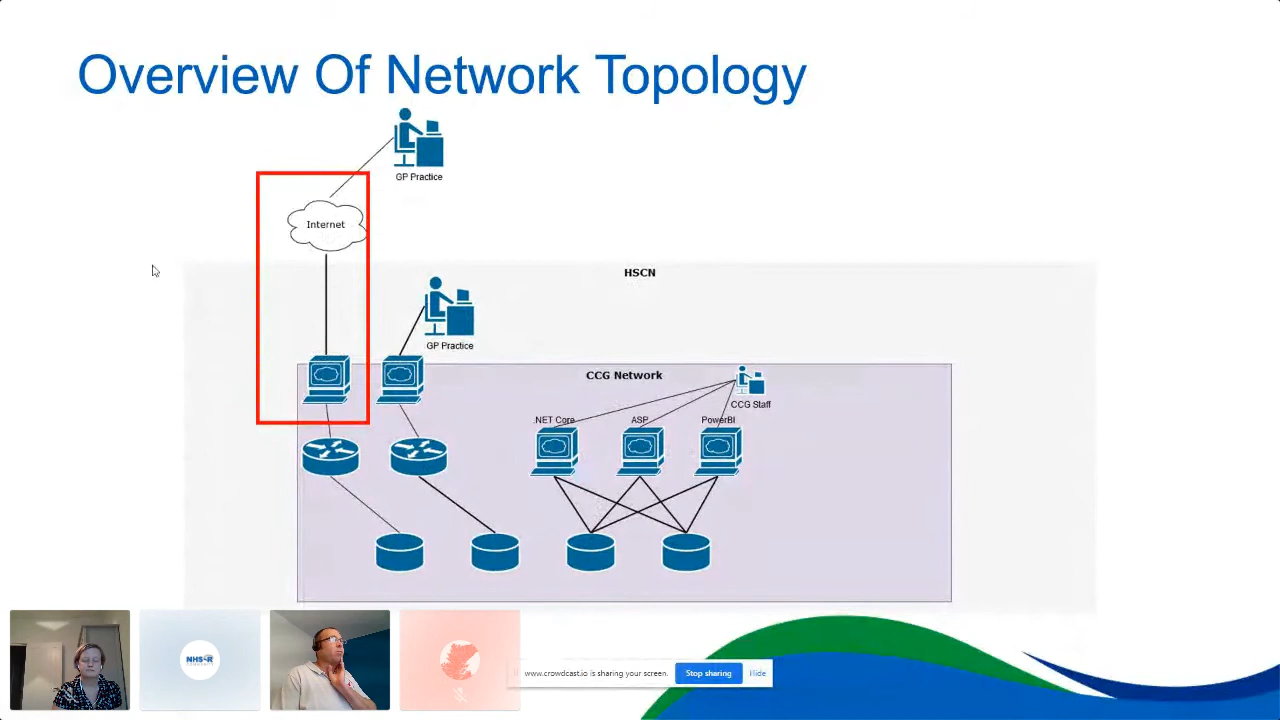 Overview Of Network Topology
GP Practice
Internet
HSCN
GP Practice
CCG Network
CCG Staff
.NET Core
ASP
PowerBI
NHS-R
www.crowdcast.io is sharing your screen.
Stop sharing
Hide